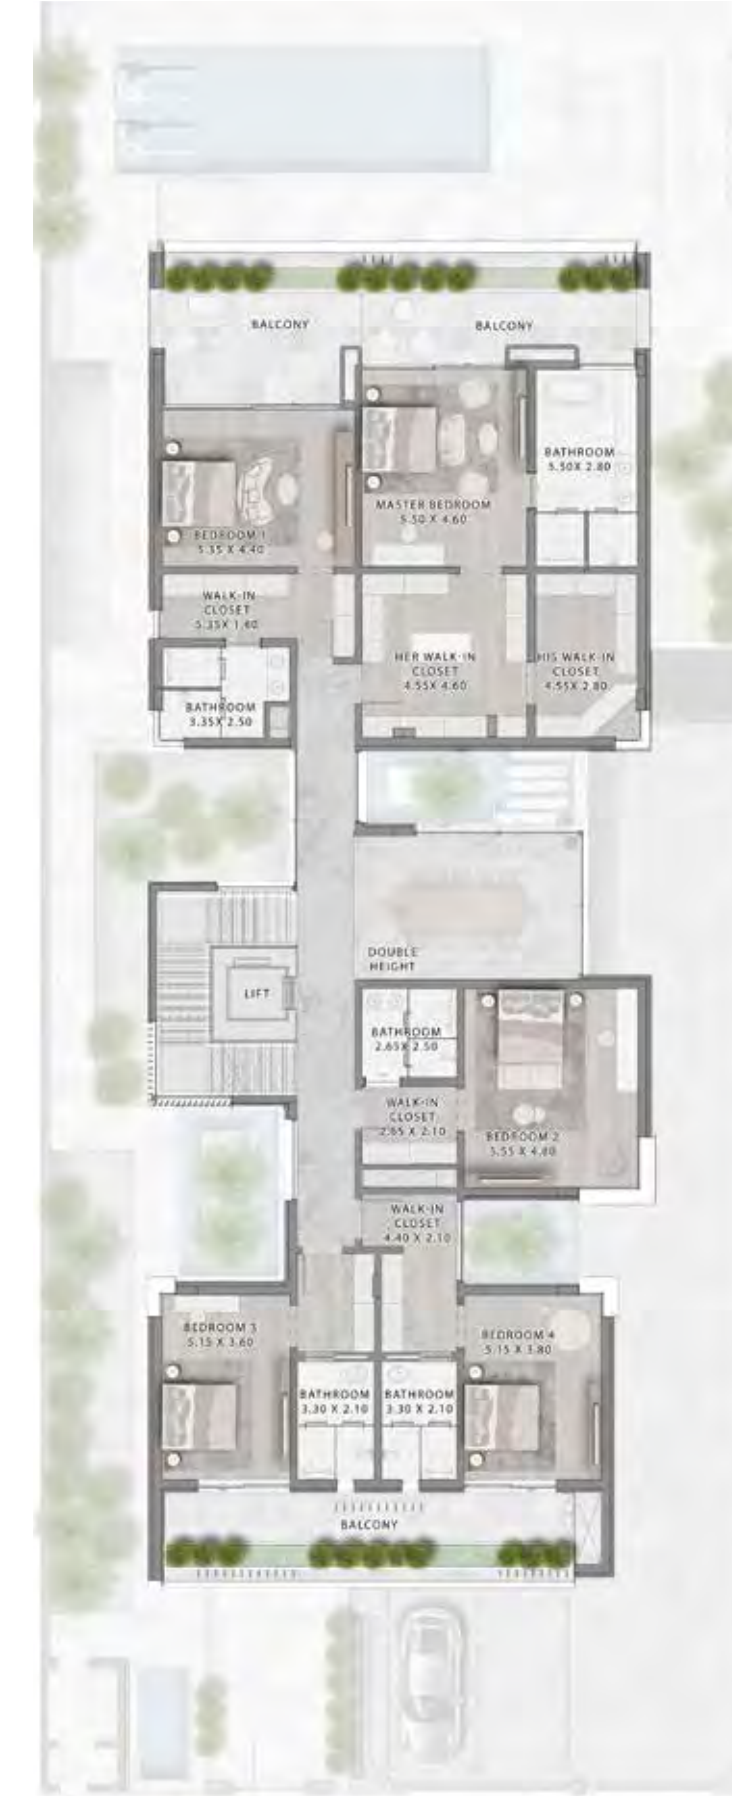 BALCONY
BALCONY
BATHROOM
5.50X 2.80
MASTER BEDROOM
5.50 X 4.60
BEDROOM 1
5.35 X 4.40
WALK-IN
CLOSET
5.35X 1.60
HER WALK-IN
CLOSET
4.55X 4.60
HIS WALK-IN
CLOSET
4.55X 2.80
BATHROOM
3.35X 2.50
DOUBLE
HEIGHT
LIFT
BATHROOM
2.65X 2.50
WALK-IN
CLOSET
2.65 X 2.10
BEDROOM 2
5.55 X 4.80
WALK-IN
CLOSET
4.40 X 2.10
BEDROOM 3
5.15 X 3.60
BEDROOM 4
5.15 X 3.80
BATHROOM
3.30 X 2.10
BATHROOM
3.30 X 2.10
BALCONY